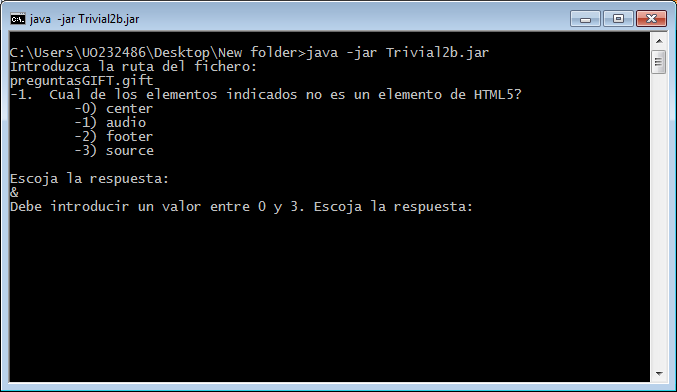 java -jar Trivial2b.jar
C:\Users\UO232486\Desktop\New folder>java -jar Trivial2b.jar
Introduzca la ruta del fichero:
preguntasGIFT.gift
-1.  Cual de los elementos indicados no es un elemento de HTML5?
-0) center
-1) audio
-2) footer
-3) source
Escoja la respuesta:
&
Debe introducir un valor entre 0 y 3. Escoja la respuesta: